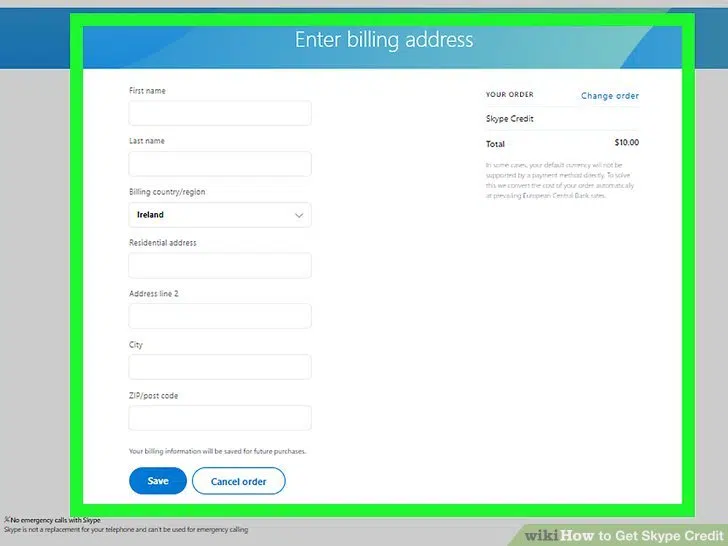 Enter billing address
First name
Last name
Billing country/region
Ireland
Residential address
Address line 2
City
ZIP/post code
Your billing information will be saved for future purchases.
Save
Cancel order
YOUR ORDER
Change order
Skype Credit
Total
$10.00
In some cases, your default currency will not be
supported by a payment method directly. To solve
this we convert the cost of your order automatically
at prevailing European Central Bank rates.
No emergency calls with Skype
Skype is not a replacement for your telephone and can't be used for emergency calling
wikiHow to Get Skype Credit